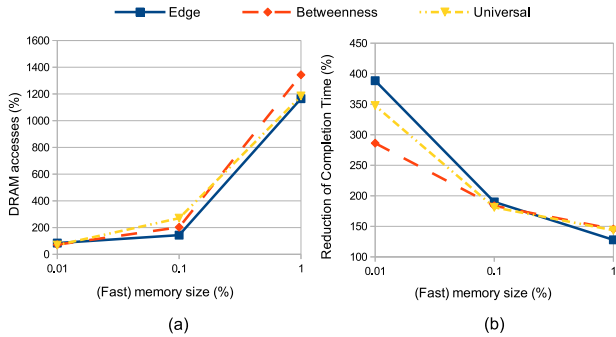 Edge Betweenness Universal
DRAM accesses (%)
1600
1400
1200
1000
800
600
400
200
0
0.01 0.1 1
(Fast) memory size (%)
(a)
Reduction of Completion Time (%)
450
400
350
300
250
200
150
100
0.01 0.1 1
(Fast) memory size (%)
(b)